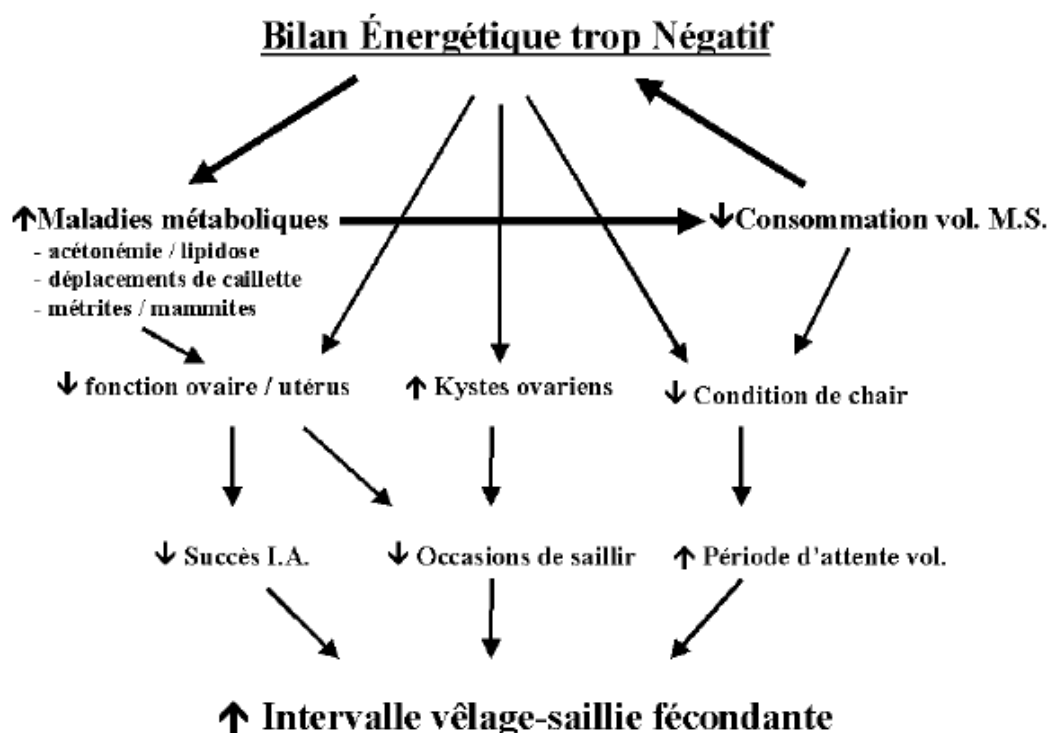 Bilan Énergétique trop Négatif
↑Maladies métaboliques
- acétonémie / lipidose
- déplacements de caillette
- métrites / mammites
↓Consommation vol. M.S.
↓ fonction ovaire / utérus
↑ Kystes ovariens
↓ Condition de chair
↓ Succès I.A.
↓ Occasions de saillir
↑ Période d'attente vol.
↑ Intervalle vêlage-saillie fécondante